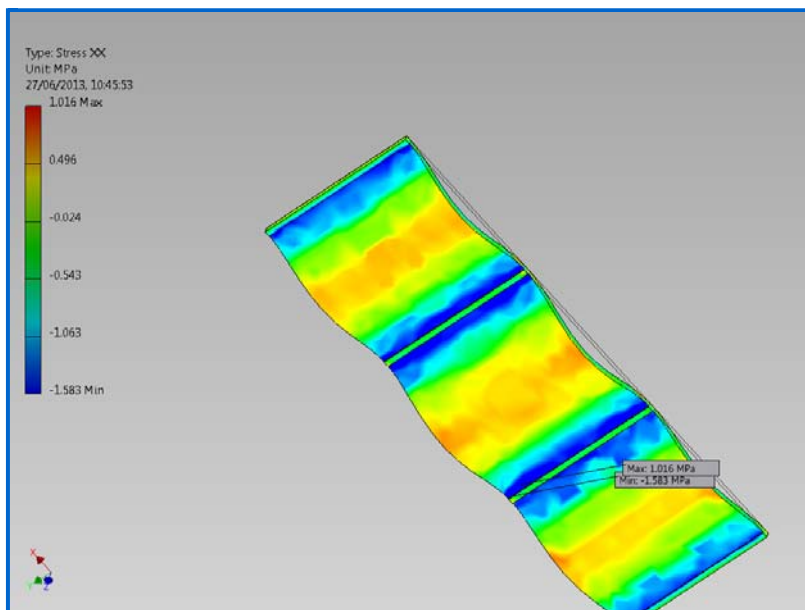 Type: Stress XX
Unit: MPa
27/06/2013, 10:45:53
1.016 Max
0.496
-0.024
-0.543
-1.063
-1.583 Min
Max: 1.016 MPa
Min: -1.583 MPa
X
Y
Z